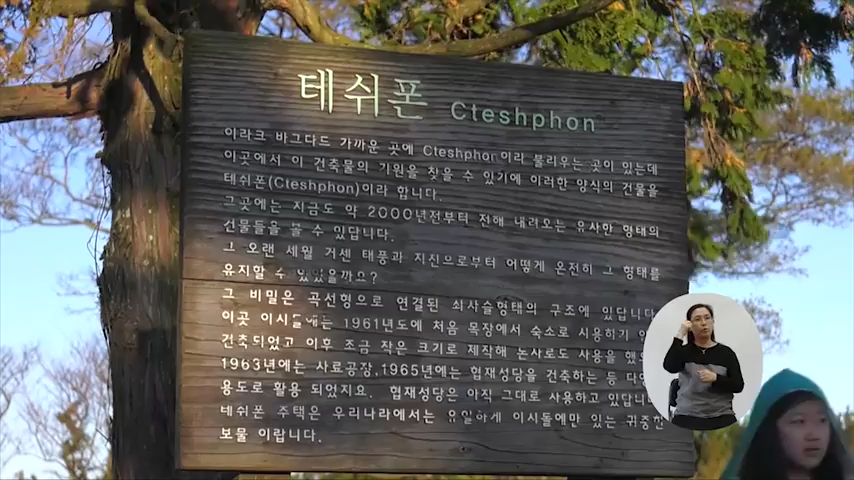 테쉬폰 Cteshphon
이라크 바그다드 가까운 곳에 Cteshphon이라 불리우는 곳이 있는데
이곳에서 이 건축물의 기원을 찾을 수 있기에 이러한 양식의 건물을
테쉬폰(Cteshphon)이라 합니다.
그곳에는 지금도 약 2000년전부터 전해 내려오는 유사한 형태의
건물들을 볼 수 있답니다.
그 오랜 세월 거센 태풍과 지진으로부터 어떻게 온전히 그 형태를
유지할 수 있었을까요?
그 비밀은 곡선형으로 연결된 쇠사슬형태의 구조에 있답니다
이곳 이시돌에는 1961년도에 처음 목장에서 숙소로 사용하기
건축되었고 이후 조금 작은 크기로 제작해 돈사로도 사용을
1963년에는 사료공장, 1965년에는 협재성당을 건축하는 등
용도로 활용 되었지요. 협재성당은 아직 그대로 사용하고
테쉬폰 주택은 우리나라에서는 유일하게 이시돌에만 있는 귀중한
보물 이랍니다.